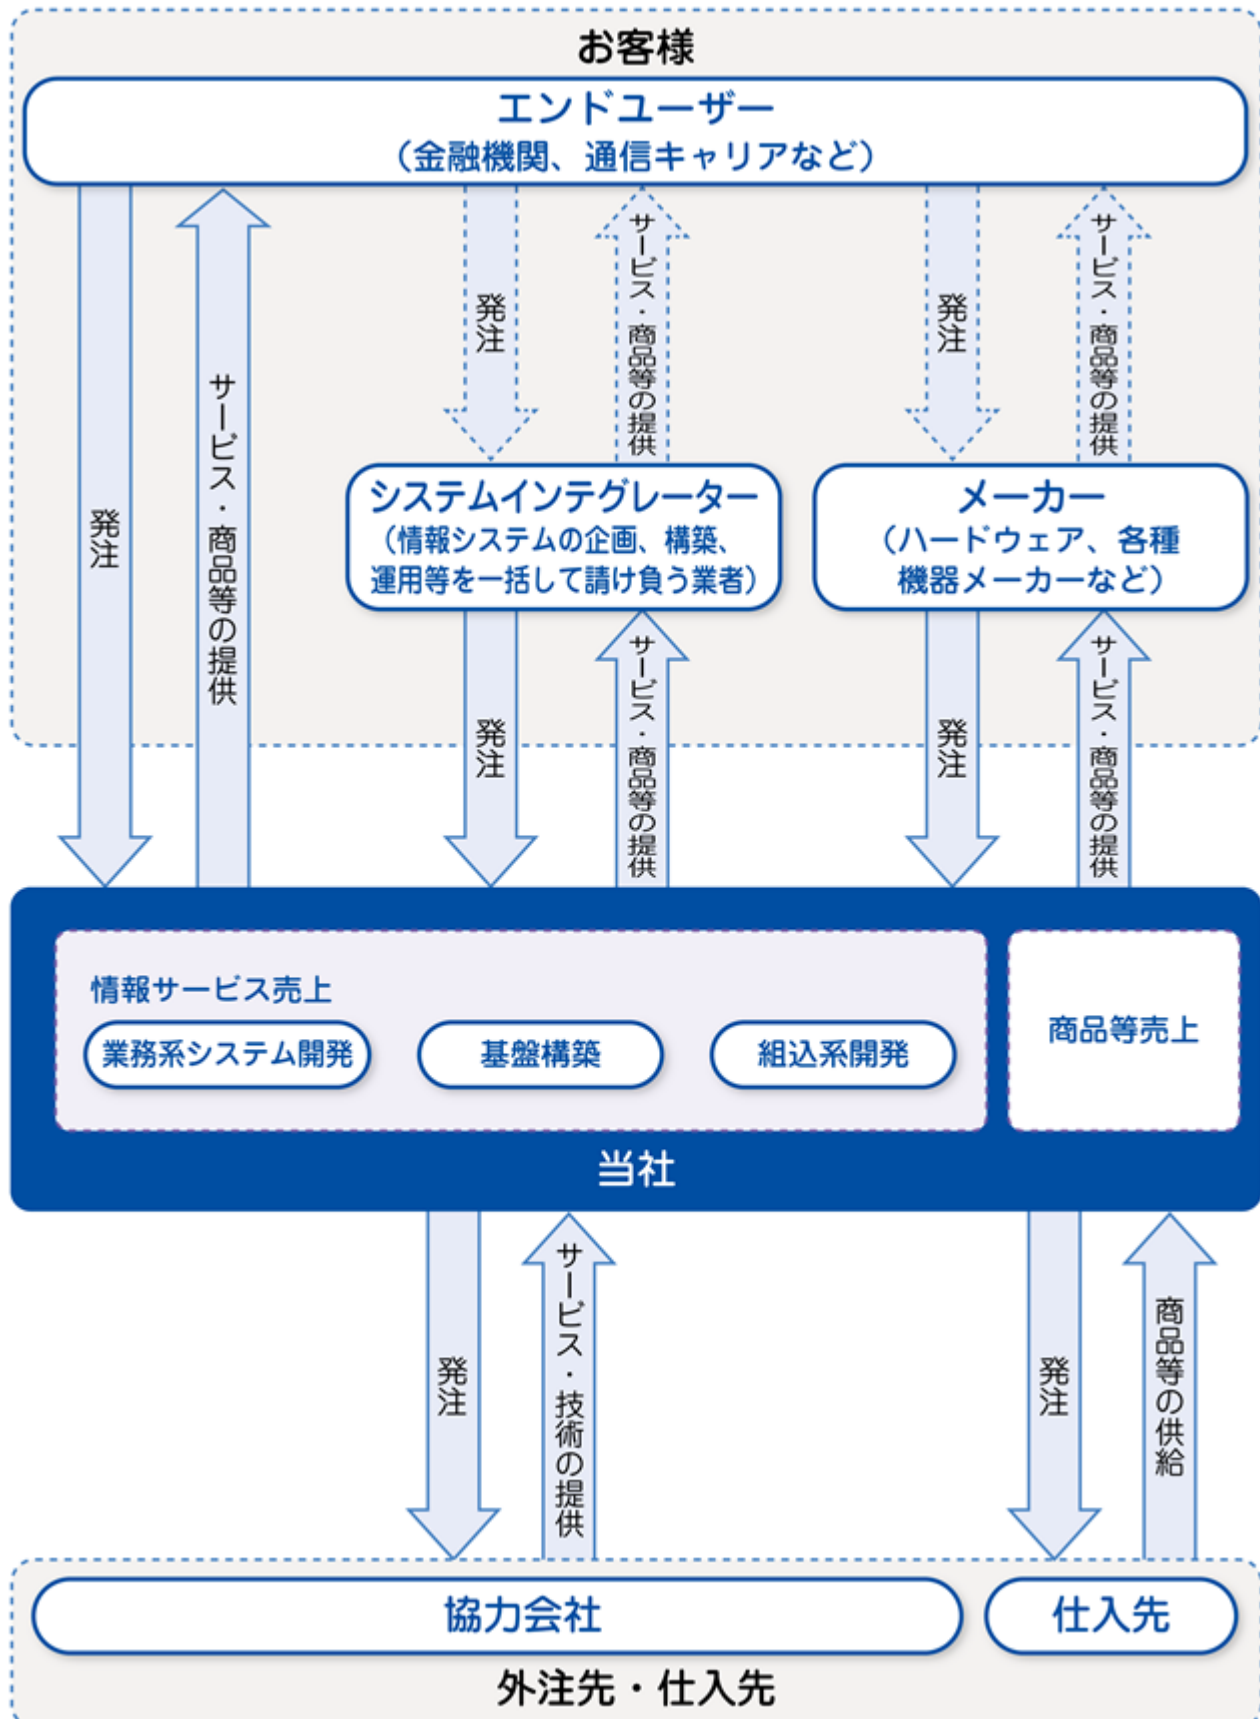 お客様
エンドユーザー
（金融機関、通信キャリアなど）
発注
サービス・商品等の提供
発注
サービス・商品等の提供
発注
サービス・商品等の提供
システムインテグレーター
（情報システムの企画、構築、
運用等を一括して請け負う業者）
メーカー
（ハードウェア、各種
機器メーカーなど）
発注
サービス・商品等の提供
発注
サービス・商品等の提供
情報サービス売上
業務系システム開発
基盤構築
組込系開発
商品等売上
当社
発注
サービス・技術の提供
発注
商品等の供給
協力会社
仕入先
外注先・仕入先